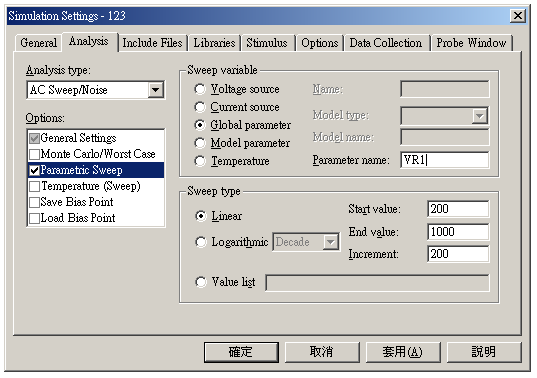 Simulation Settings - 123
General Analysis Include Files Libraries Stimulus Options Data Collection Probe Window
Analysis type:
AC Sweep/Noise
Options:
General Settings
Monte Carlo/Worst Case
Parametric Sweep
Temperature (Sweep)
Save Bias Point
Load Bias Point
Sweep variable
Voltage source Name:
Current source
Model type:
Global parameter
Model parameter Model name:
Temperature Parameter name: VR1
Sweep type
Linear Start value: 200
End value: 1000
Logarithmic Decade
Increment: 200
Value list
確定 取消 套用(A) 說明